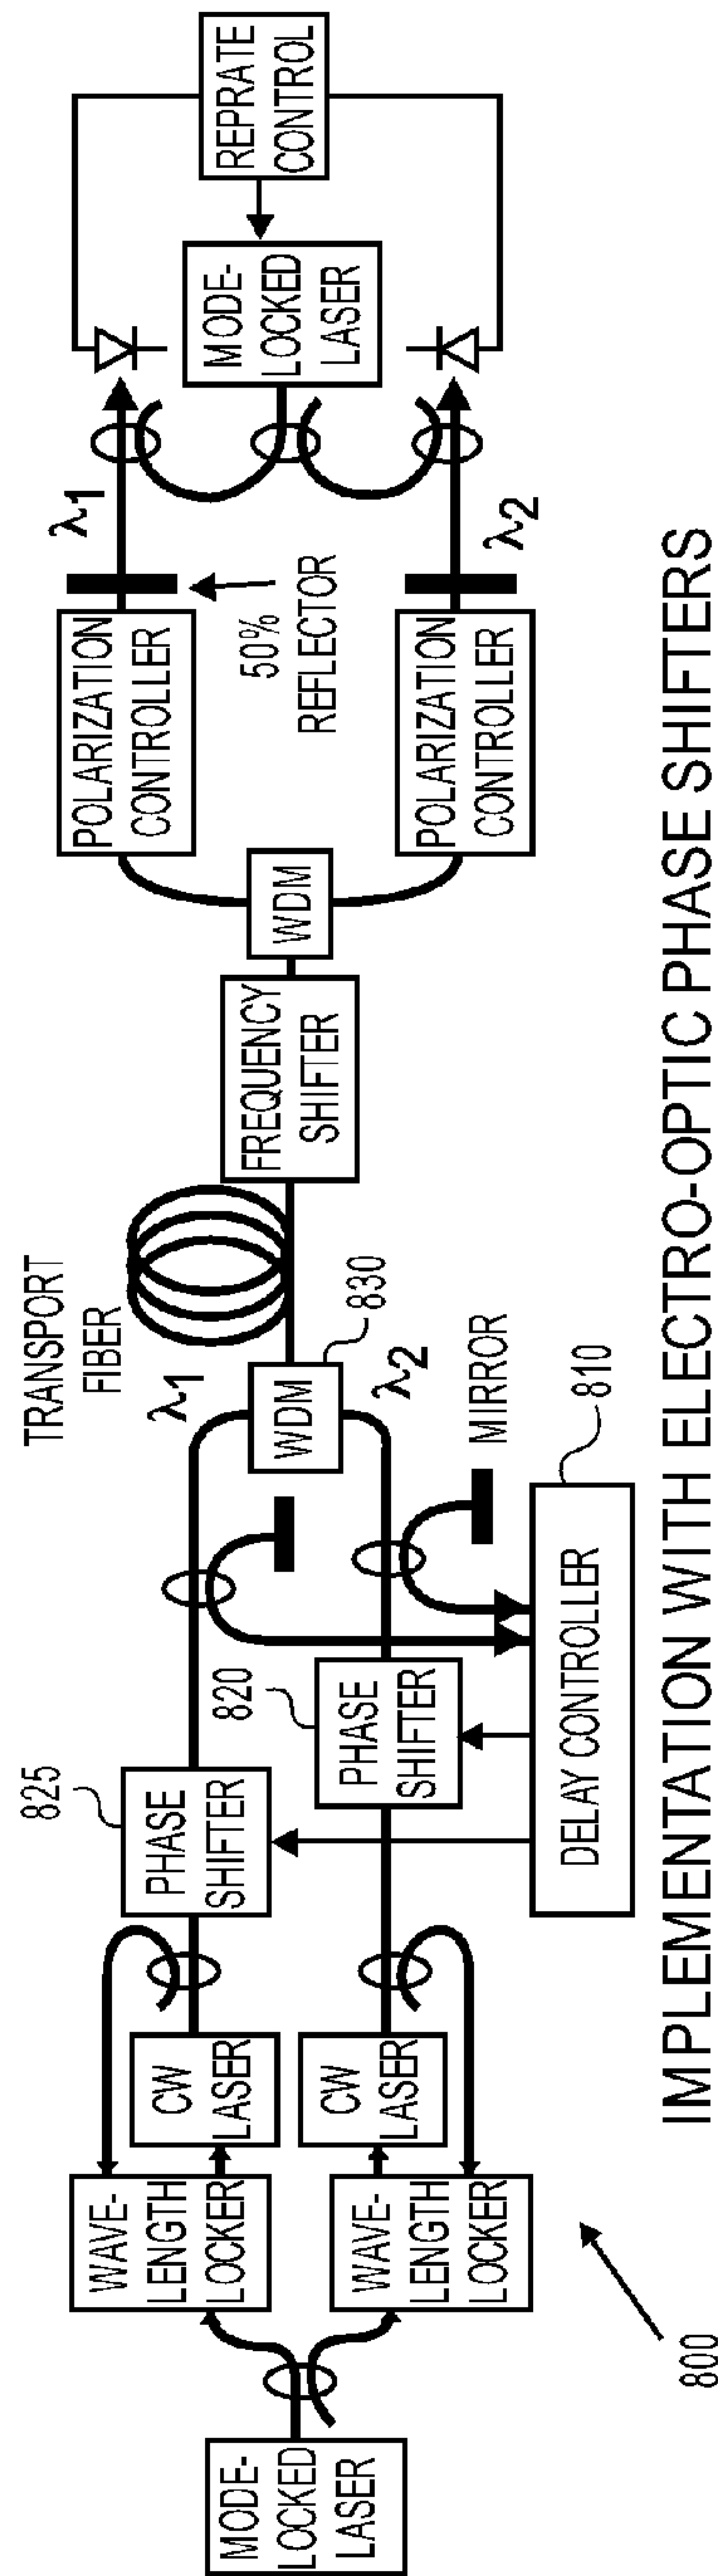 MODE-
LOCKED
LASER
WAVE-
LENGTH
LOCKER
WAVE-
LENGTH
LOCKER
CW
LASER
CW
LASER
825
PHASE
SHIFTER
820
PHASE
SHIFTER
DELAY CONTROLLER
810
MIRROR
λ1
λ2
WDM
830
TRANSPORT
FIBER
FREQUENCY
SHIFTER
WDM
POLARIZATION
CONTROLLER
POLARIZATION
CONTROLLER
50%
REFLECTOR
λ1
λ2
MODE-
LOCKED
LASER
REPRATE
CONTROL
800
IMPLEMENTATION WITH ELECTRO-OPTIC PHASE SHIFTERS